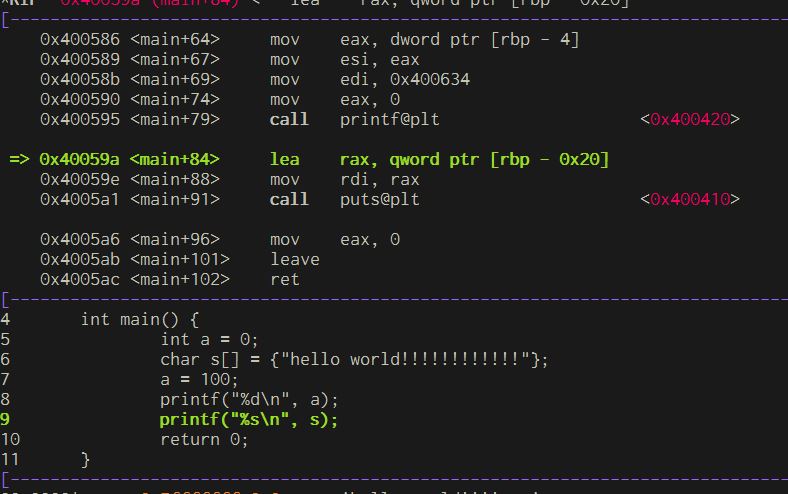 *RIP 0x40059a (main+84) <- lea rax, qword ptr [rbp - 0x20]
0x400586 <main+64> mov eax, dword ptr [rbp - 4]
0x400589 <main+67> mov esi, eax
0x40058b <main+69> mov edi, 0x400634
0x400590 <main+74> mov eax, 0
0x400595 <main+79> call printf@plt <0x400420>
=> 0x40059a <main+84> lea rax, qword ptr [rbp - 0x20]
0x40059e <main+88> mov rdi, rax
0x4005a1 <main+91> call puts@plt <0x400410>
0x4005a6 <main+96> mov eax, 0
0x4005ab <main+101> leave
0x4005ac <main+102> ret
4 int main() {
5 int a = 0;
6 char s[] = {"hello world!!!!!!!!!!!!"};
7 a = 100;
8 printf("%d\n", a);
9 printf("%s\n", s);
10 return 0;
11 }